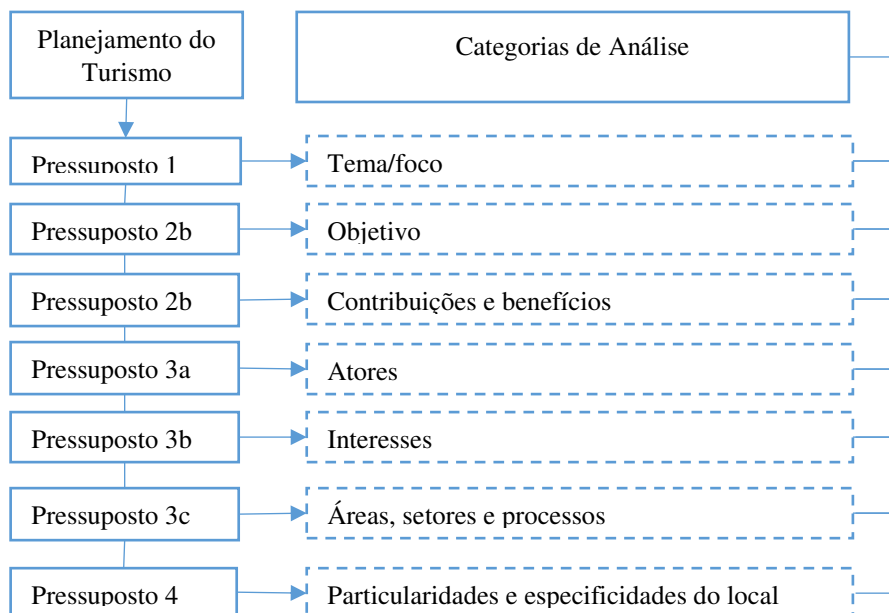 Planejamento do
Turismo
Categorias de Análise
Pressuposto 1
Tema/foco
Pressuposto 2b
Objetivo
Pressuposto 2b
Contribuições e benefícios
Pressuposto 3a
Atores
Pressuposto 3b
Interesses
Pressuposto 3c
Áreas, setores e processos
Pressuposto 4
Particularidades e especificidades do local